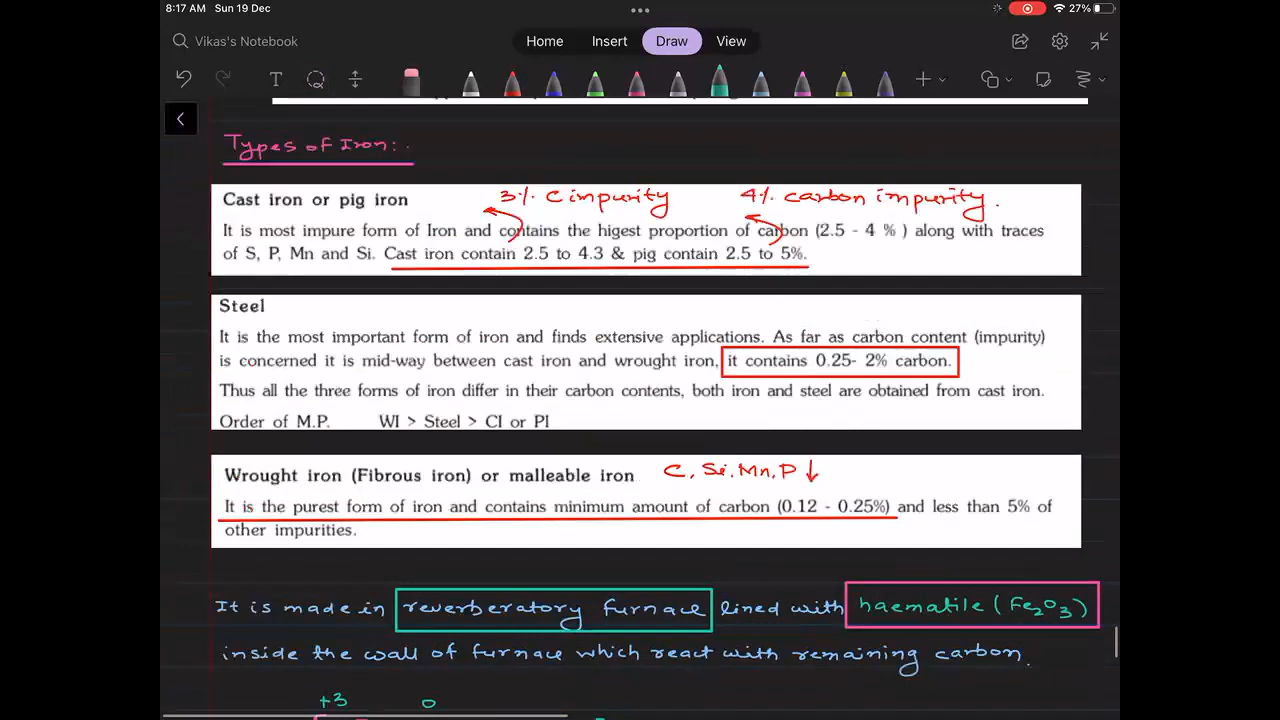 8:17 AM Sun 19 Dec
27%
Vikas's Notebook
Home Insert Draw View
Types of Iron:
Cast iron or pig iron
3% C impurity 4% carbon impurity.
It is most impure form of Iron and contains the higest proportion of carbon (2.5 - 4 % ) along with traces
of S, P, Mn and Si. Cast iron contain 2.5 to 4.3 & pig contain 2.5 to 5%.
Steel
It is the most important form of iron and finds extensive applications. As far as carbon content (impurity)
is concerned it is mid-way between cast iron and wrought iron, it contains 0.25- 2% carbon.
Thus all the three forms of iron differ in their carbon contents, both iron and steel are obtained from cast iron.
Order of M.P. WI > Steel > CI or PI
Wrought iron (Fibrous iron) or malleable iron C, Si, Mn, P ↓
It is the purest form of iron and contains minimum amount of carbon (0.12 - 0.25%) and less than 5% of
other impurities.
It is made in reverberatory furnace lined with haematile (Fe2O3)
inside the wall of furnace which react with remaining carbon.
+3 0